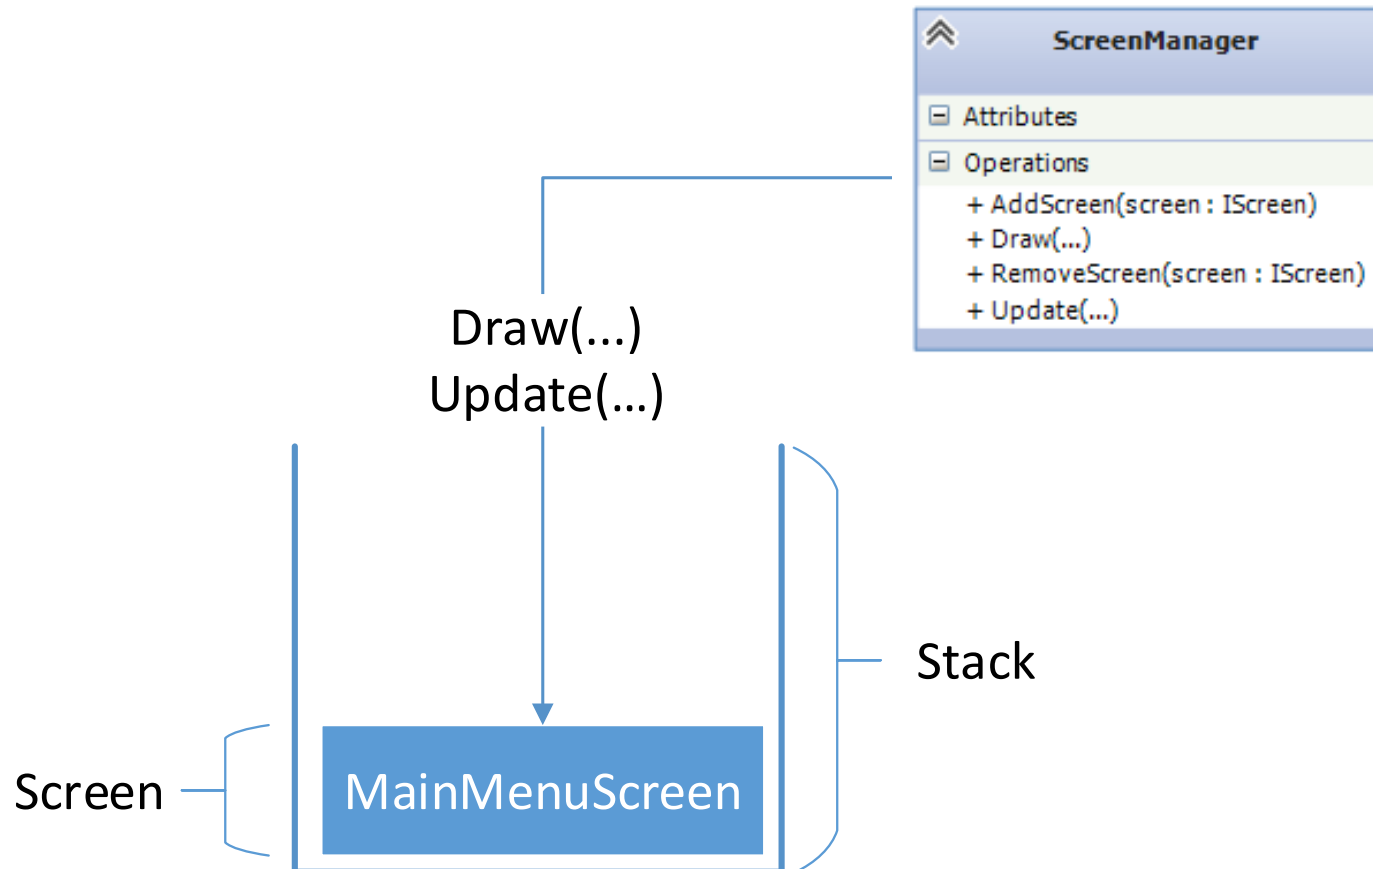 ScreenManager
Attributes
Operations
+ AddScreen(screen : IScreen)
+ Draw(...)
+ RemoveScreen(screen : IScreen)
+ Update(...)
Draw(...)
Update(...)
Stack
Screen
MainMenuScreen